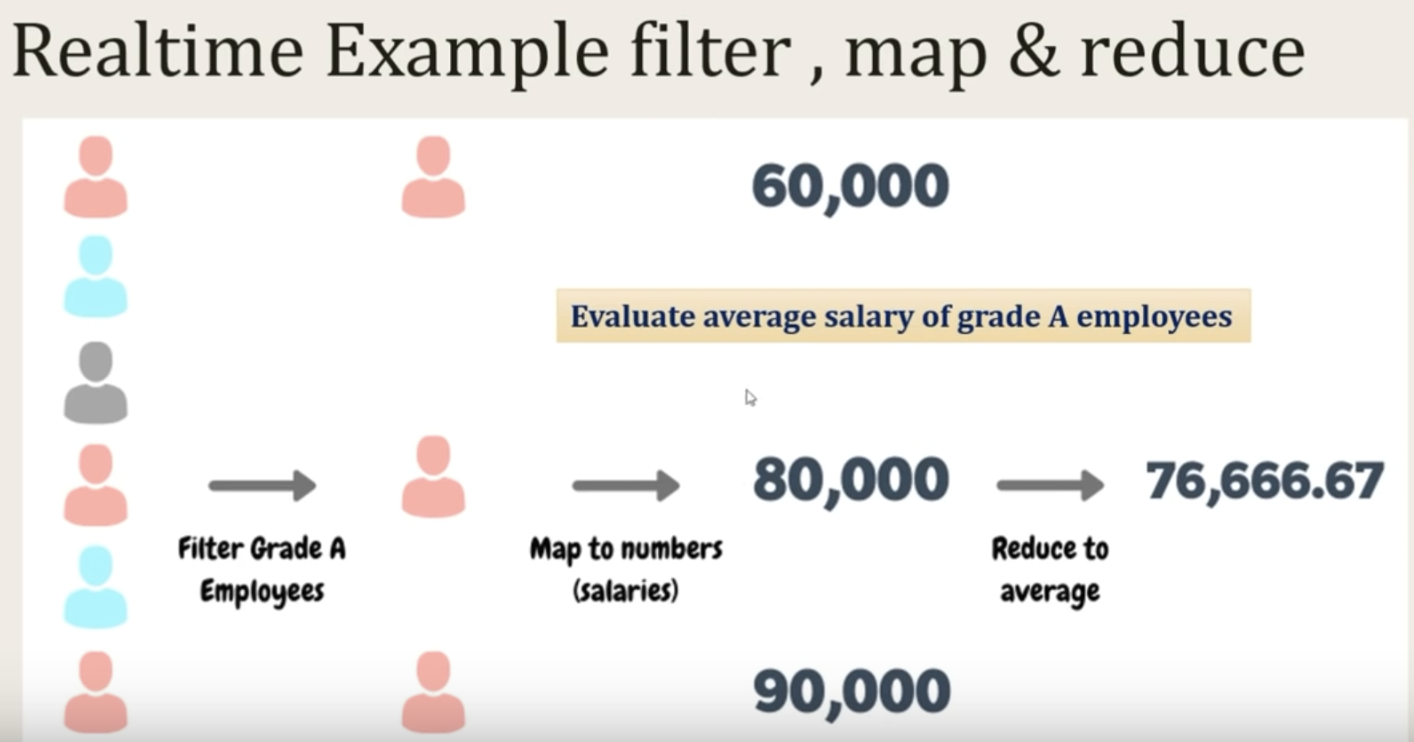 Realtime Example filter , map & reduce
60,000
Evaluate average salary of grade A employees
80,000
76,666.67
Filter Grade A
Employees
Map to numbers
(salaries)
Reduce to
average
90,000